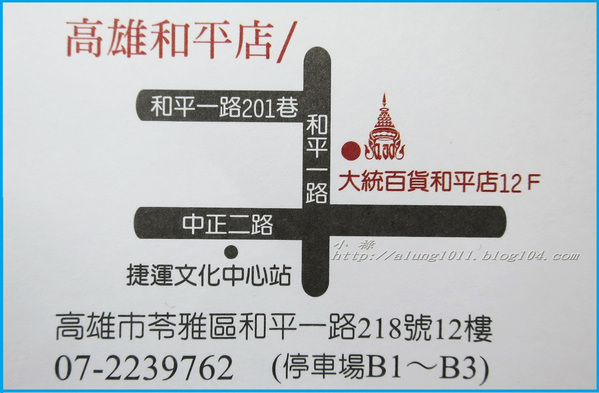 高雄和平店/
和平一路201巷
和平一路
大統百貨和平店12F
中正二路
小祿
http://alung1011.blog104.com
捷運文化中心站
高雄市苓雅區和平一路218號12樓
07-2239762 (停車場B1～B3)